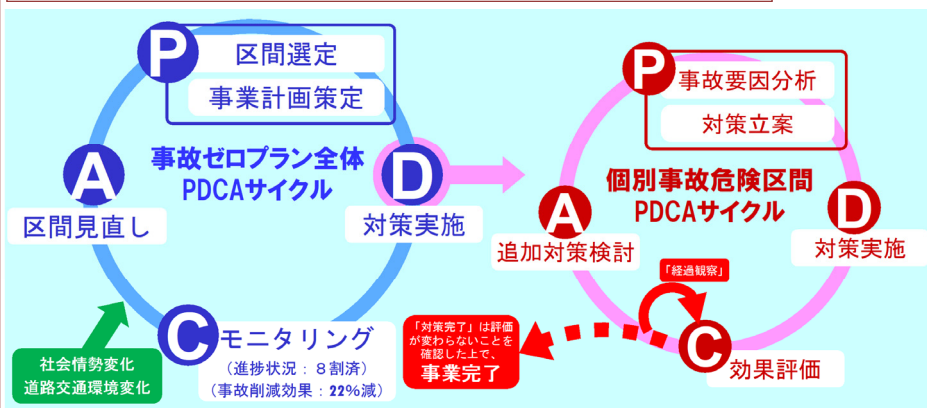 P
区間選定
事業計画策定
事故ゼロプラン全体
PDCAサイクル
A
区間見直し
D
対策実施
C
モニタリング
(進捗状況：８割済)
(事故削減効果：22%減)
社会情勢変化
道路交通環境変化
P
事故要因分析
対策立案
個別事故危険区間
PDCAサイクル
A
追加対策検討
D
対策実施
「経過観察」
C
効果評価
「対策完了」は評価
が変わらないことを
確認した上で、
事業完了